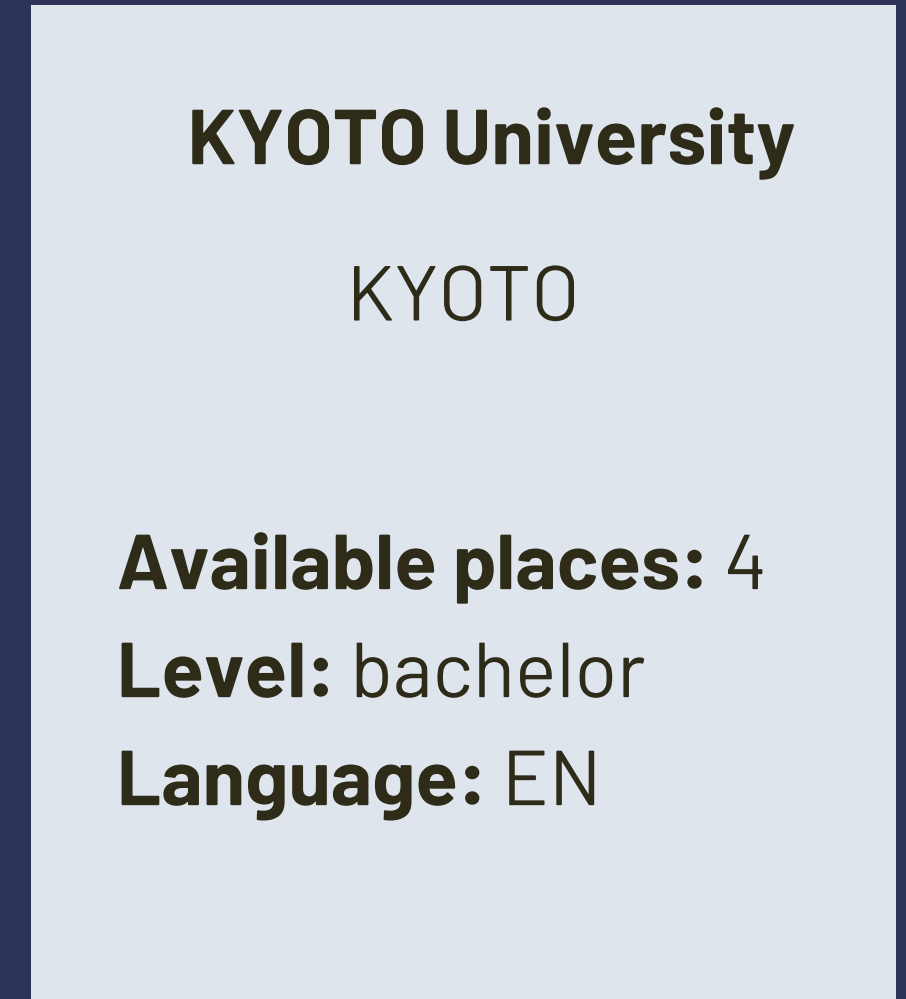 KYOTO University
KYOTO
Available places: 4
Level: bachelor
Language: EN